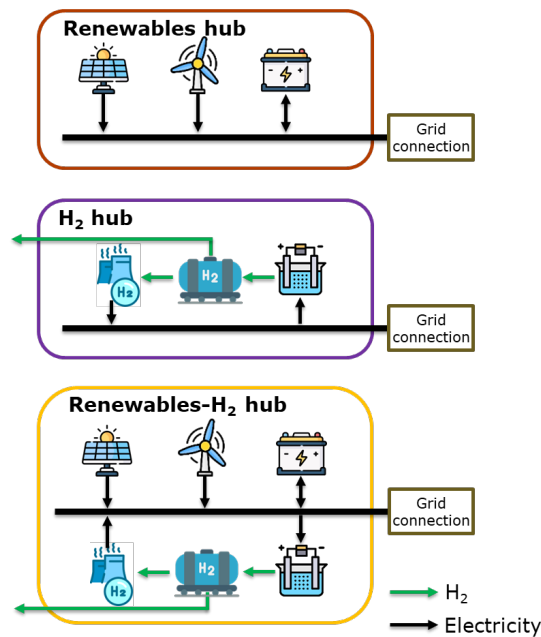 Renewables hub
Grid
connection
H₂ hub
H₂
H₂
Grid
connection
Renewables-H₂ hub
Grid
connection
H₂
H₂
H₂
Electricity